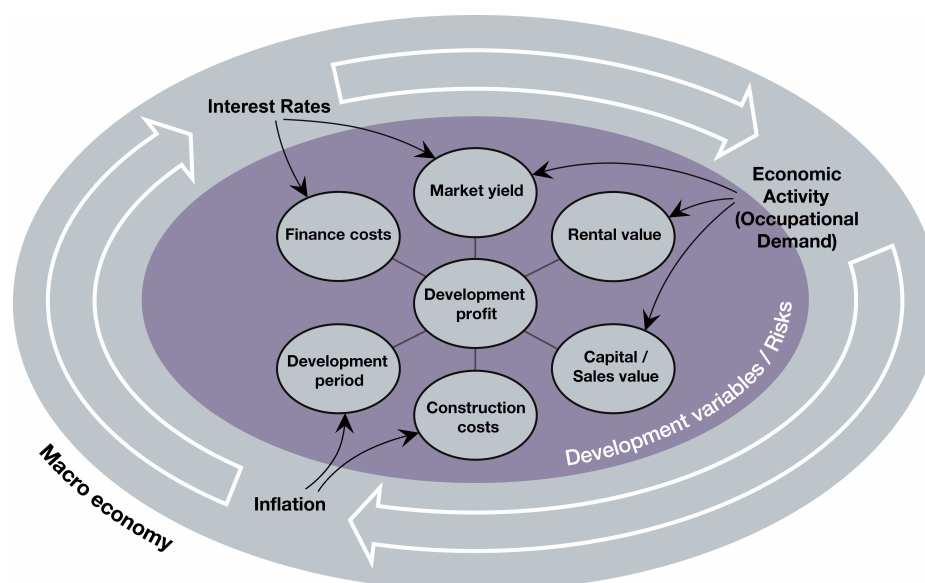 Interest Rates
Market yield
Economic
Activity
(Occupational
Demand)
Finance costs
Rental value
Development
profit
Development
period
Capital /
Sales value
Construction
costs
Development variables / Risks
Inflation
Macro economy